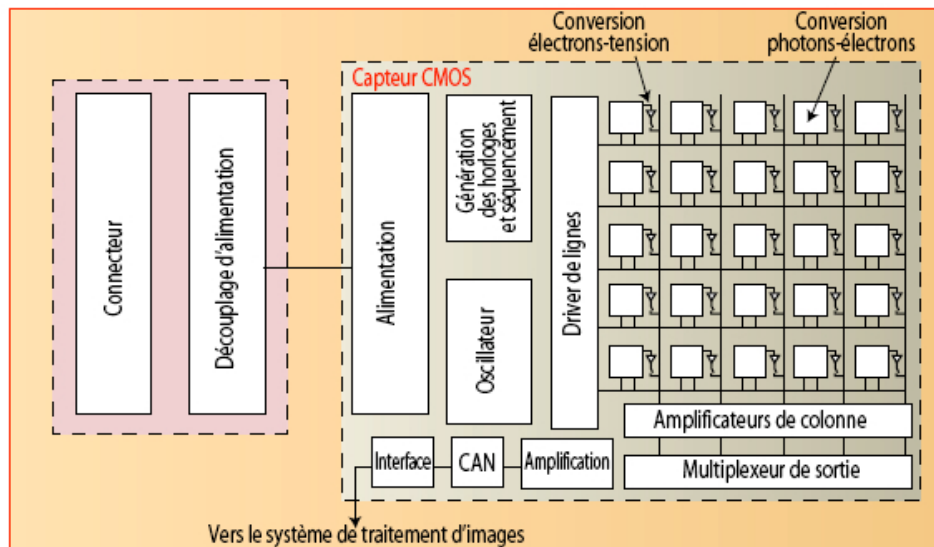 Conversion
électrons-tension
Conversion
photons-électrons
Capteur CMOS
Connecteur
Découplage d'alimentation
Alimentation
Génération
des horloges
et séquencement
Oscillateur
Driver de lignes
Amplificateurs de colonne
Interface
CAN
Amplification
Multiplexeur de sortie
Vers le système de traitement d'images